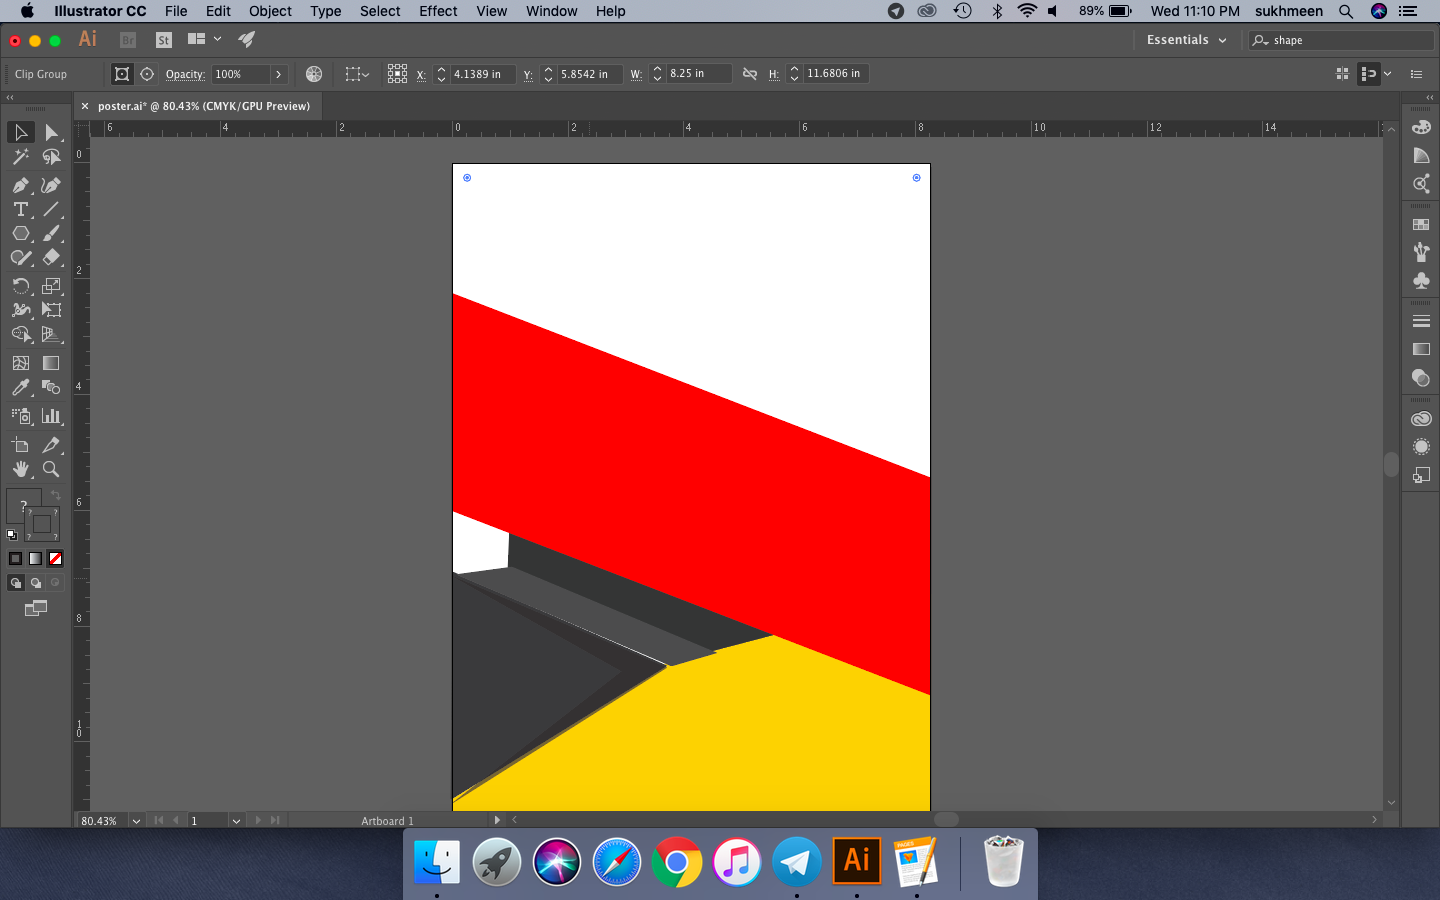 Illustrator CC File Edit Object Type Select Effect View Window Help 89% Wed 11:10 PM sukhmeen
Ai Br St Essentials shape
Clip Group Opacity: 100% X: 4.1389 in Y: 5.8542 in W: 8.25 in H: 11.6806 in
× poster.ai* @ 80.43% (CMYK/GPU Preview)
6 4 2 0 2 4 6 8 10 12 14
0
2
4
6
8
10
T
?
? ?
? ?
80.43% 1 Artboard 1
PAGES
Ai